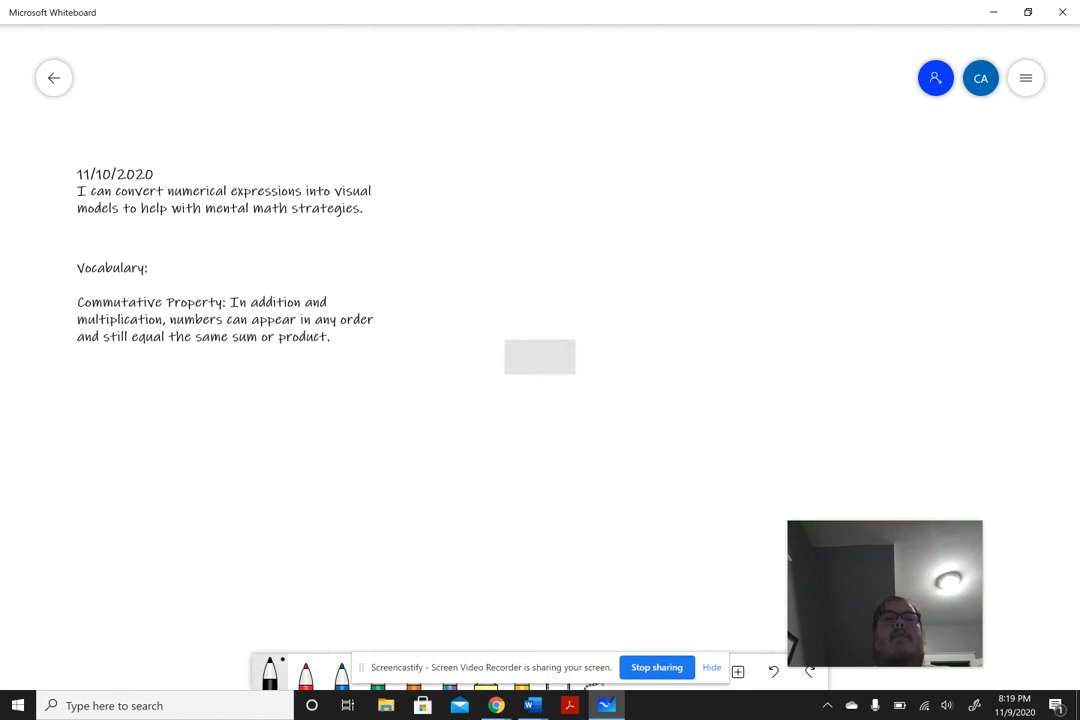 Microsoft Whiteboard
CA
11/10/2020
I can convert numerical expressions into visual
models to help with mental math strategies.
Vocabulary:
Commutative Property: In addition and
multiplication, numbers can appear in any order
and still equal the same sum or product.
Screencastify - Screen Video Recorder is sharing your screen.
Stop sharing
Hide
Type here to search
8:19 PM
11/9/2020
1